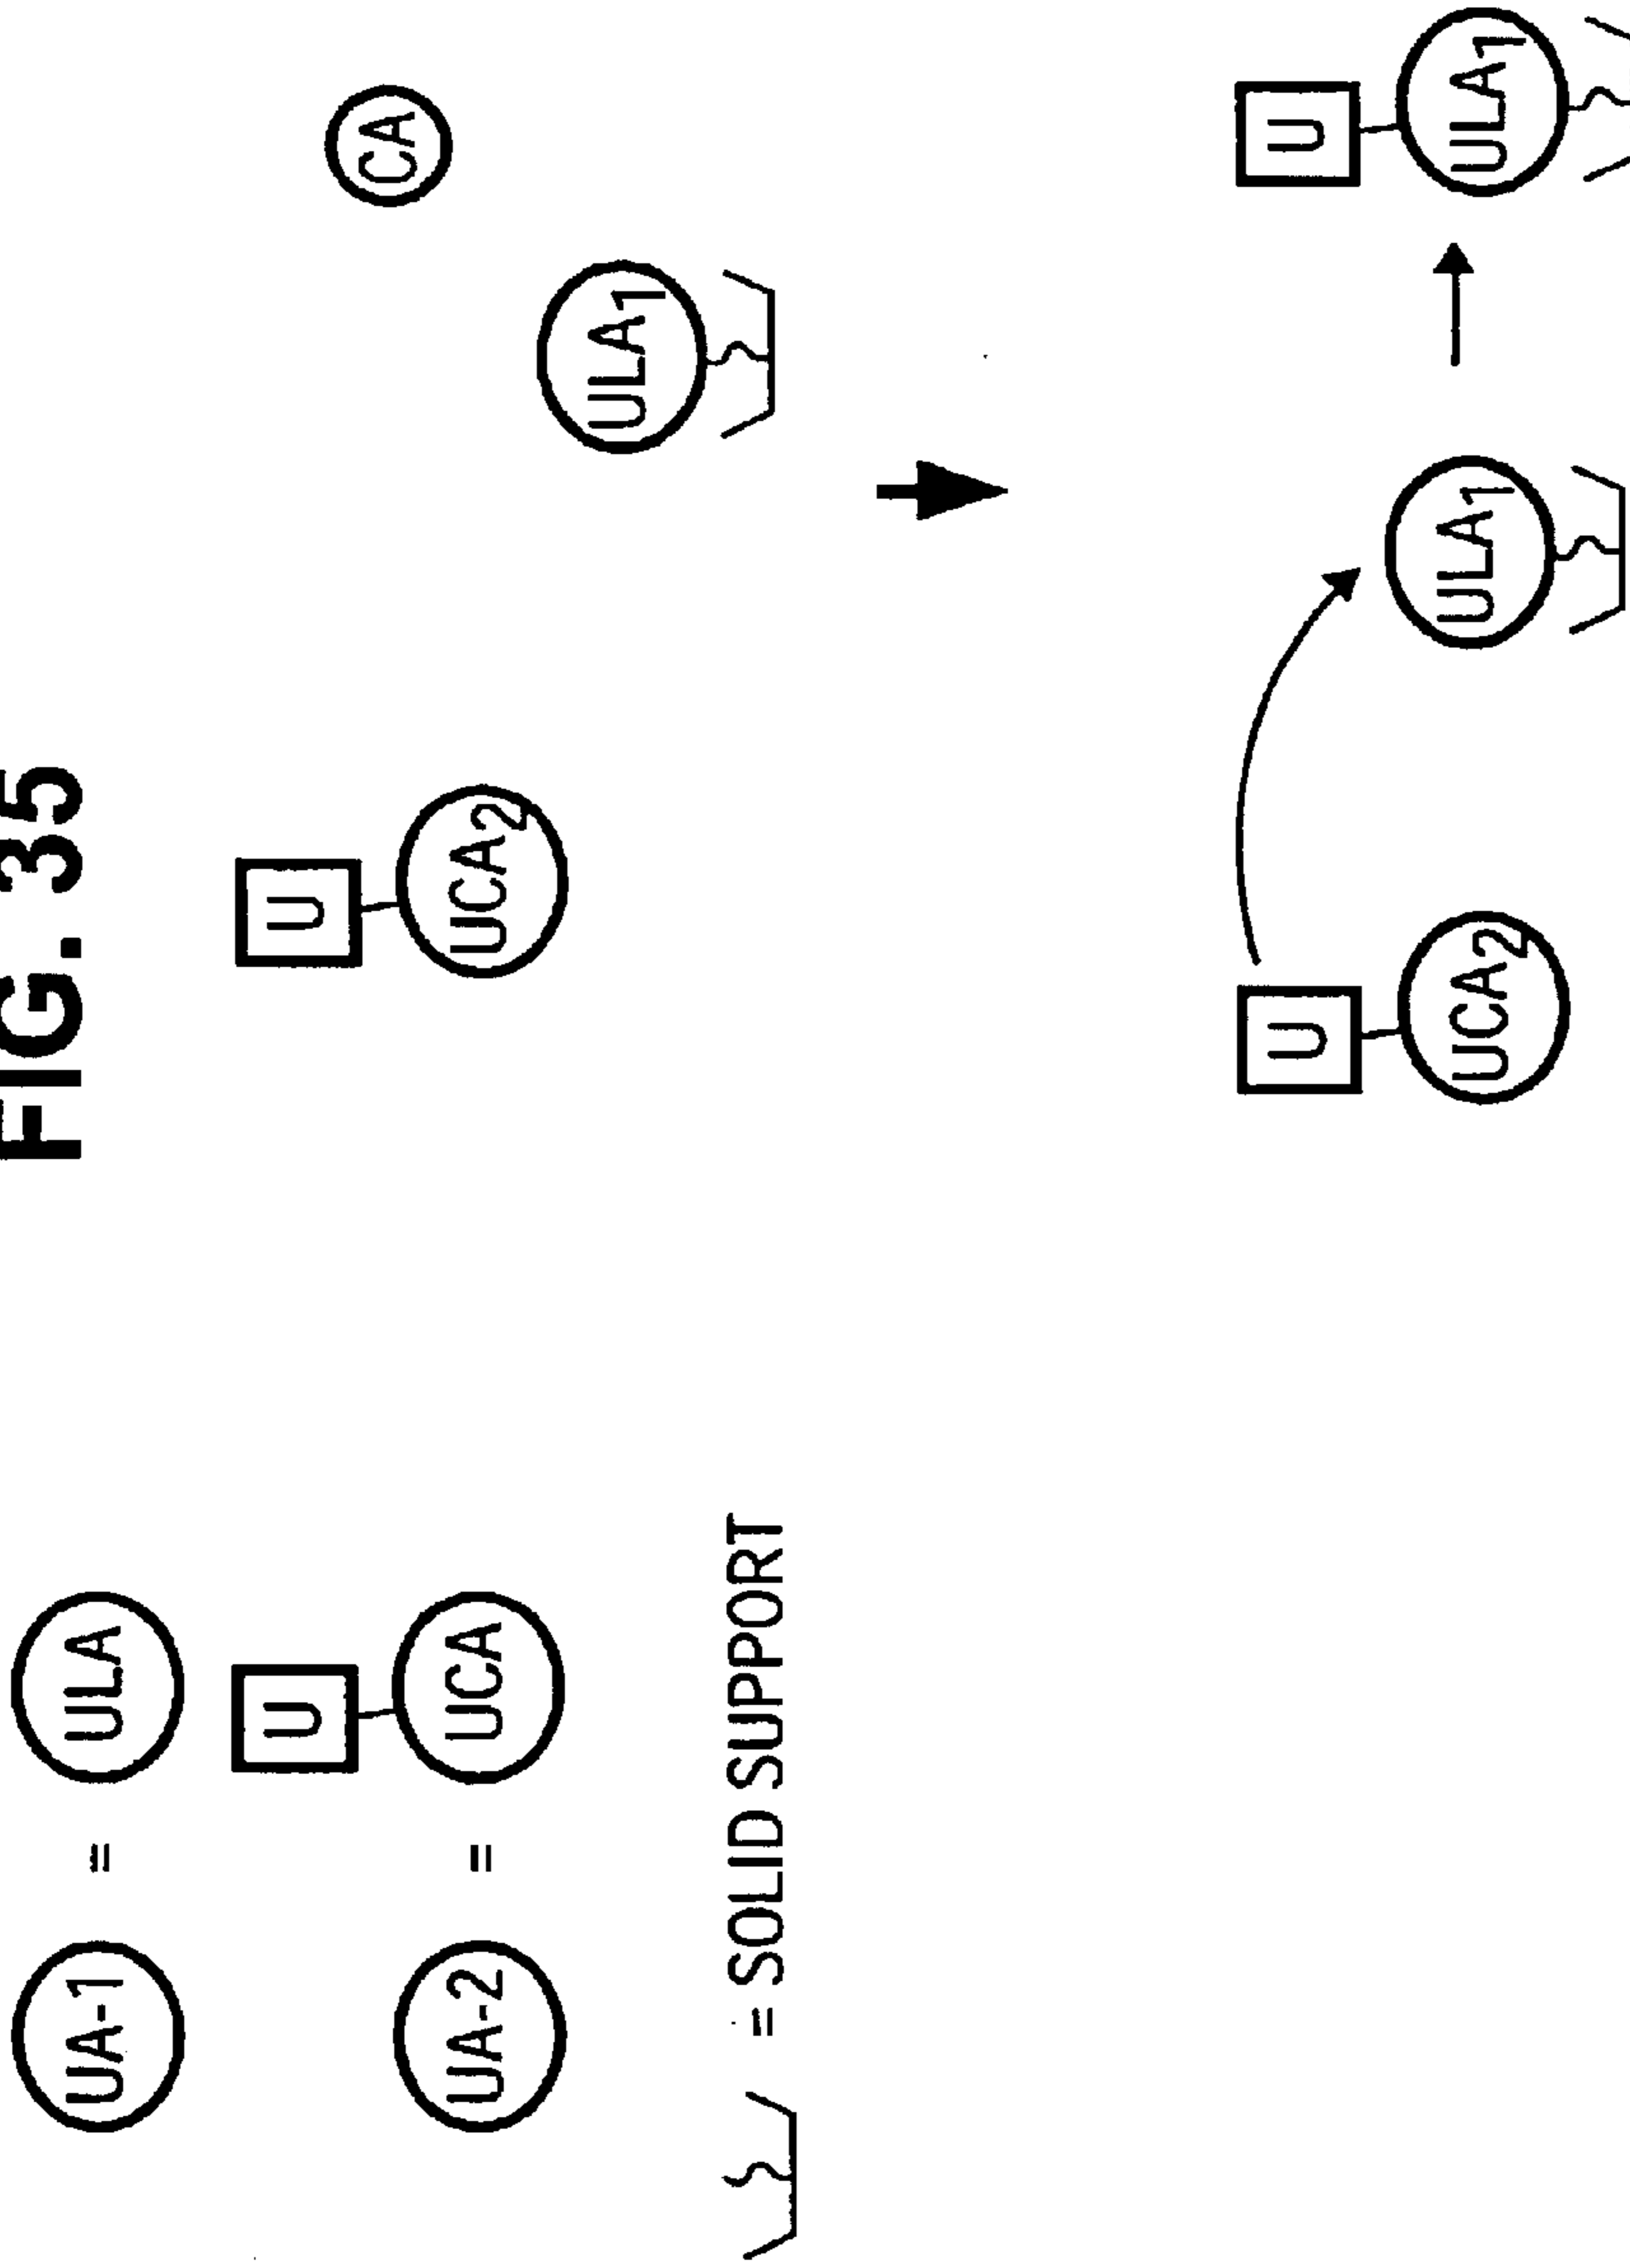 FIG. 35
UA-1 = ULA
U
U
CA
UA-2 = UCA
UCA2
ULA1
= SOLID SUPPORT
U
U
UCA2
ULA1
ULA1